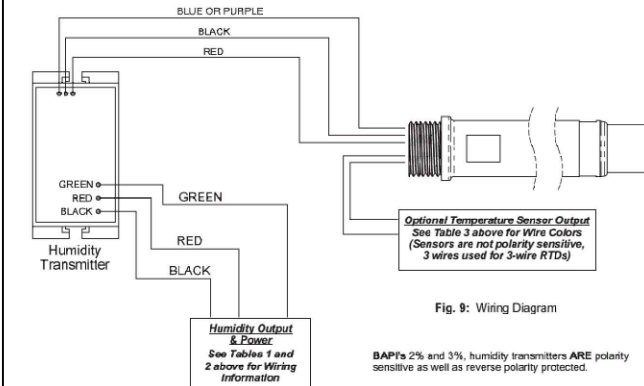 BLUE OR PURPLE
BLACK
RED
GREEN
RED
BLACK
Humidity
Transmitter
GREEN
RED
BLACK
Humidity Output
& Power
See Tables 1 and
2 above for Wiring
Information
Optional Temperature Sensor Output
See Table 3 above for Wire Colors
(Sensors are not polarity sensitive,
3 wires used for 3-wire RTDs)
Fig. 9: Wiring Diagram
BAPI's 2% and 3%, humidity transmitters ARE polarity
sensitive as well as reverse polarity protected.